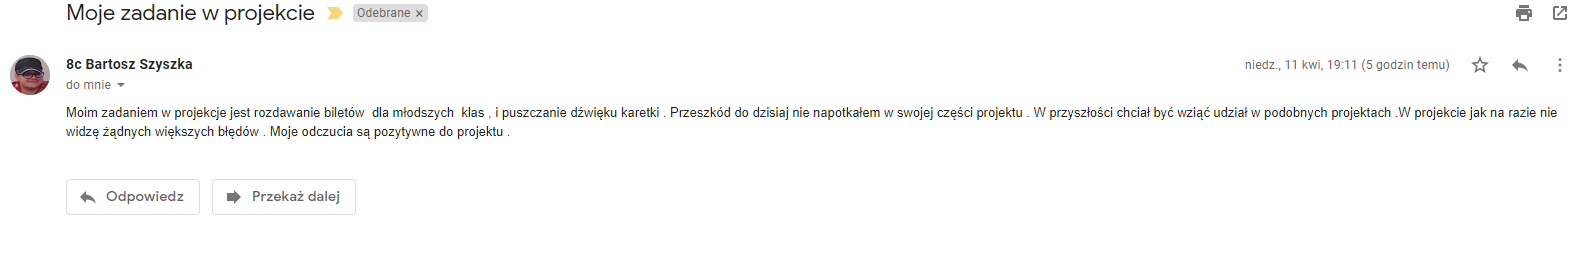 Moje zadanie w projekcie
Odebrane ×
8c Bartosz Szyszka
niedz., 11 kwi, 19:11 (5 godzin temu)
do mnie
Moim zadaniem w projekcje jest rozdawanie biletów  dla młodszych  klas , i puszczanie dźwięku karetki . Przeszkód do dzisiaj nie napotkałem w swojej części projektu . W przyszłości chciał być wziąć udział w podobnych projektach .W projekcie jak na razie nie
widzę żądnych większych błędów . Moje odczucia są pozytywne do projektu .
Odpowiedz
Przekaż dalej